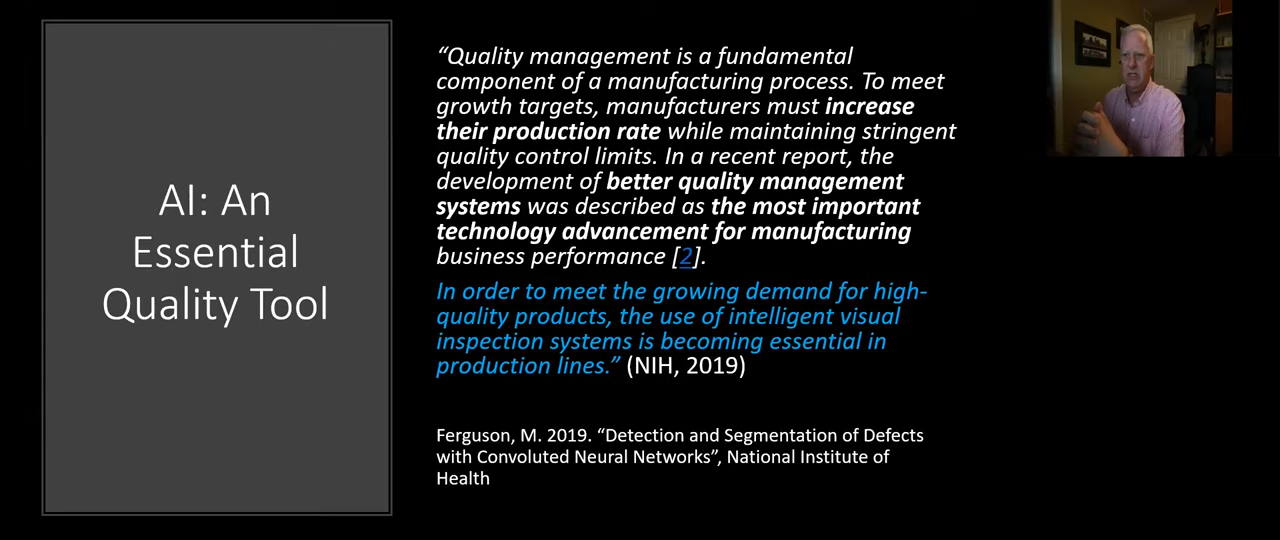 AI: An
Essential
Quality Tool
“Quality management is a fundamental
component of a manufacturing process. To meet
growth targets, manufacturers must increase
their production rate while maintaining stringent
quality control limits. In a recent report, the
development of better quality management
systems was described as the most important
technology advancement for manufacturing
business performance [2].
In order to meet the growing demand for high-
quality products, the use of intelligent visual
inspection systems is becoming essential in
production lines.” (NIH, 2019)
Ferguson, M. 2019. “Detection and Segmentation of Defects
with Convoluted Neural Networks”, National Institute of
Health